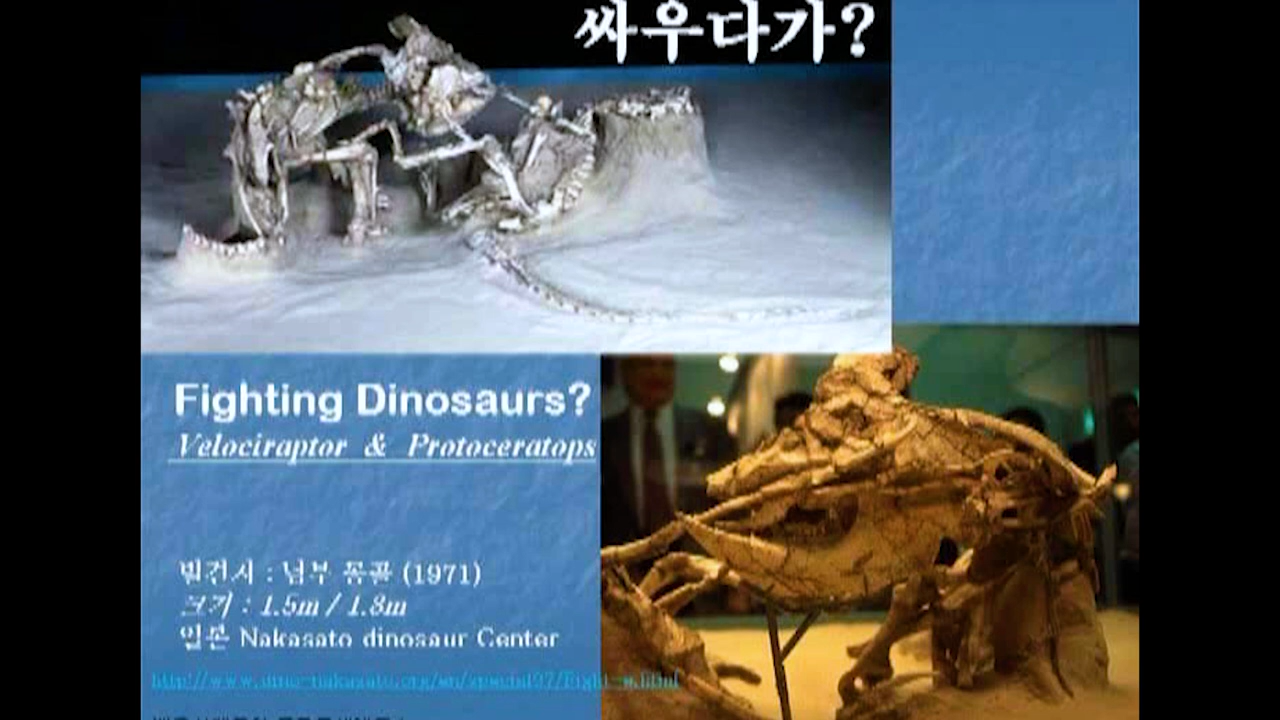 싸우다가?
Fighting Dinosaurs?
Velociraptor & Protoceratops
발견지 : 남부 몽골 (1971)
크기 : 1.5m / 1.8m
일본 Nakasato dinosaur Center